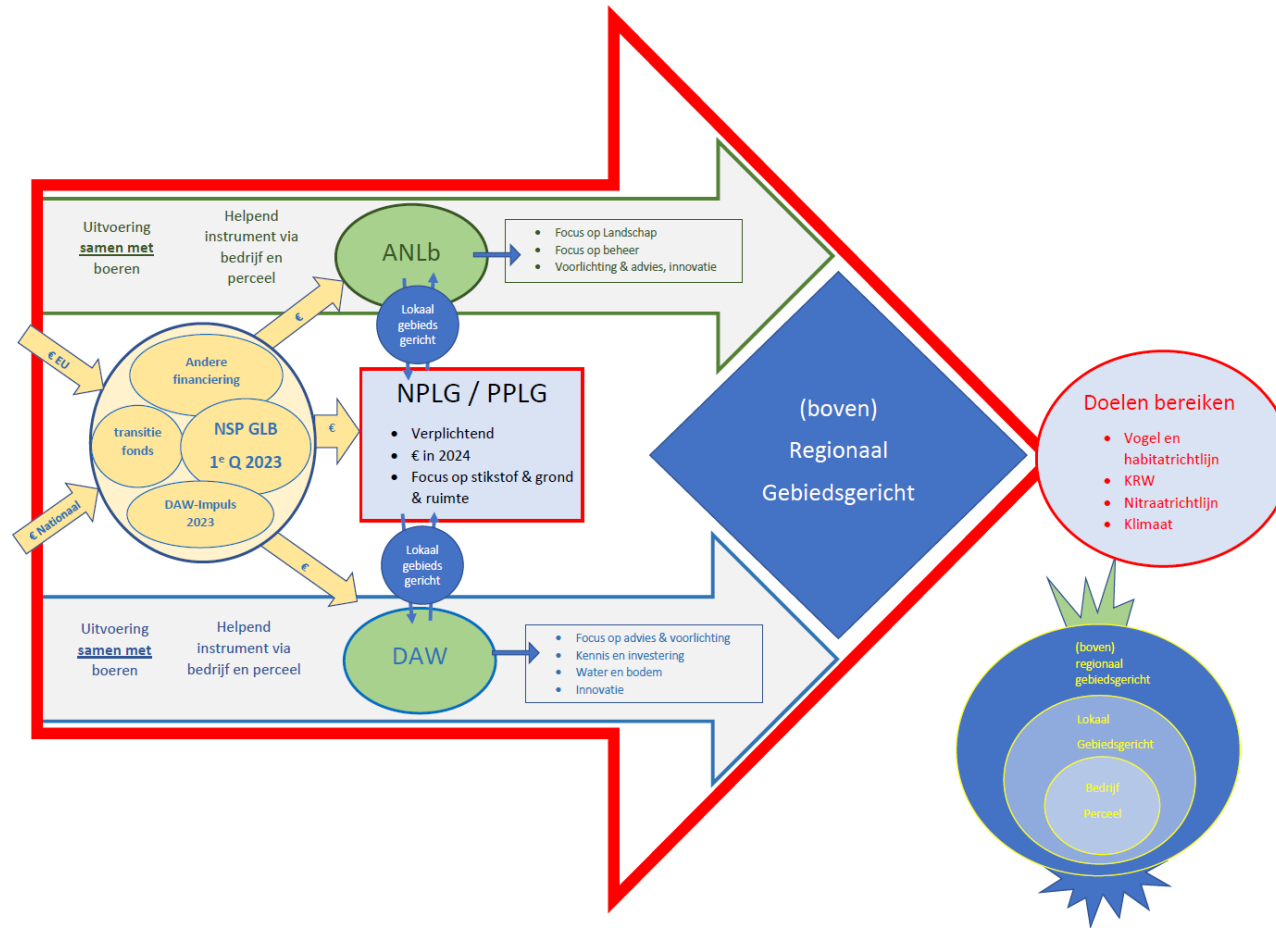 Uitvoering
samen met
boeren
Helpend
instrument via
bedrijf en
perceel
ANLb
• Focus op Landschap
• Focus op beheer
• Voorlichting & advies, innovatie
€
Lokaal
gebieds
gericht
€ EU
€ Nationaal
Andere
financiering
transitie
fonds
NSP GLB
1e Q 2023
DAW-Impuls
2023
€
NPLG / PPLG
• Verplichtend
• € in 2024
• Focus op stikstof & grond
& ruimte
€
Lokaal
gebieds
gericht
Uitvoering
samen met
boeren
Helpend
instrument via
bedrijf en perceel
DAW
• Focus op advies & voorlichting
• Kennis en investering
• Water en bodem
• Innovatie
(boven)
Regionaal
Gebiedsgericht
Doelen bereiken
• Vogel en
habitatrichtlijn
• KRW
• Nitraatrichtlijn
• Klimaat
(boven)
regionaal
gebiedsgericht
Lokaal
Gebiedsgericht
Bedrijf
Perceel